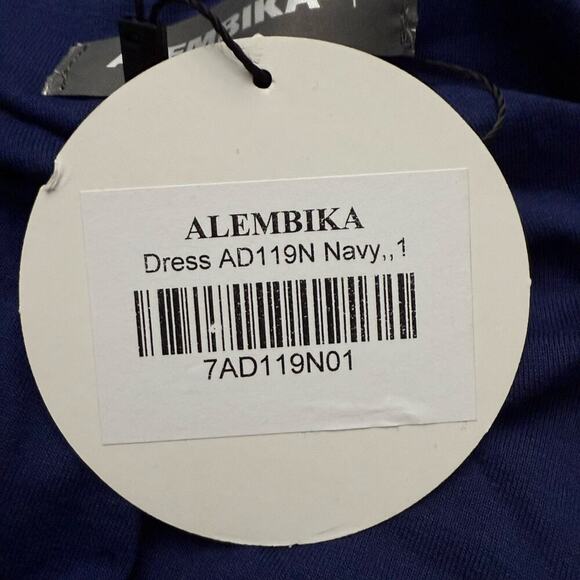 ALEMBIKA
ALEMBIKA
Dress AD119N Navy,,1
7AD119N01